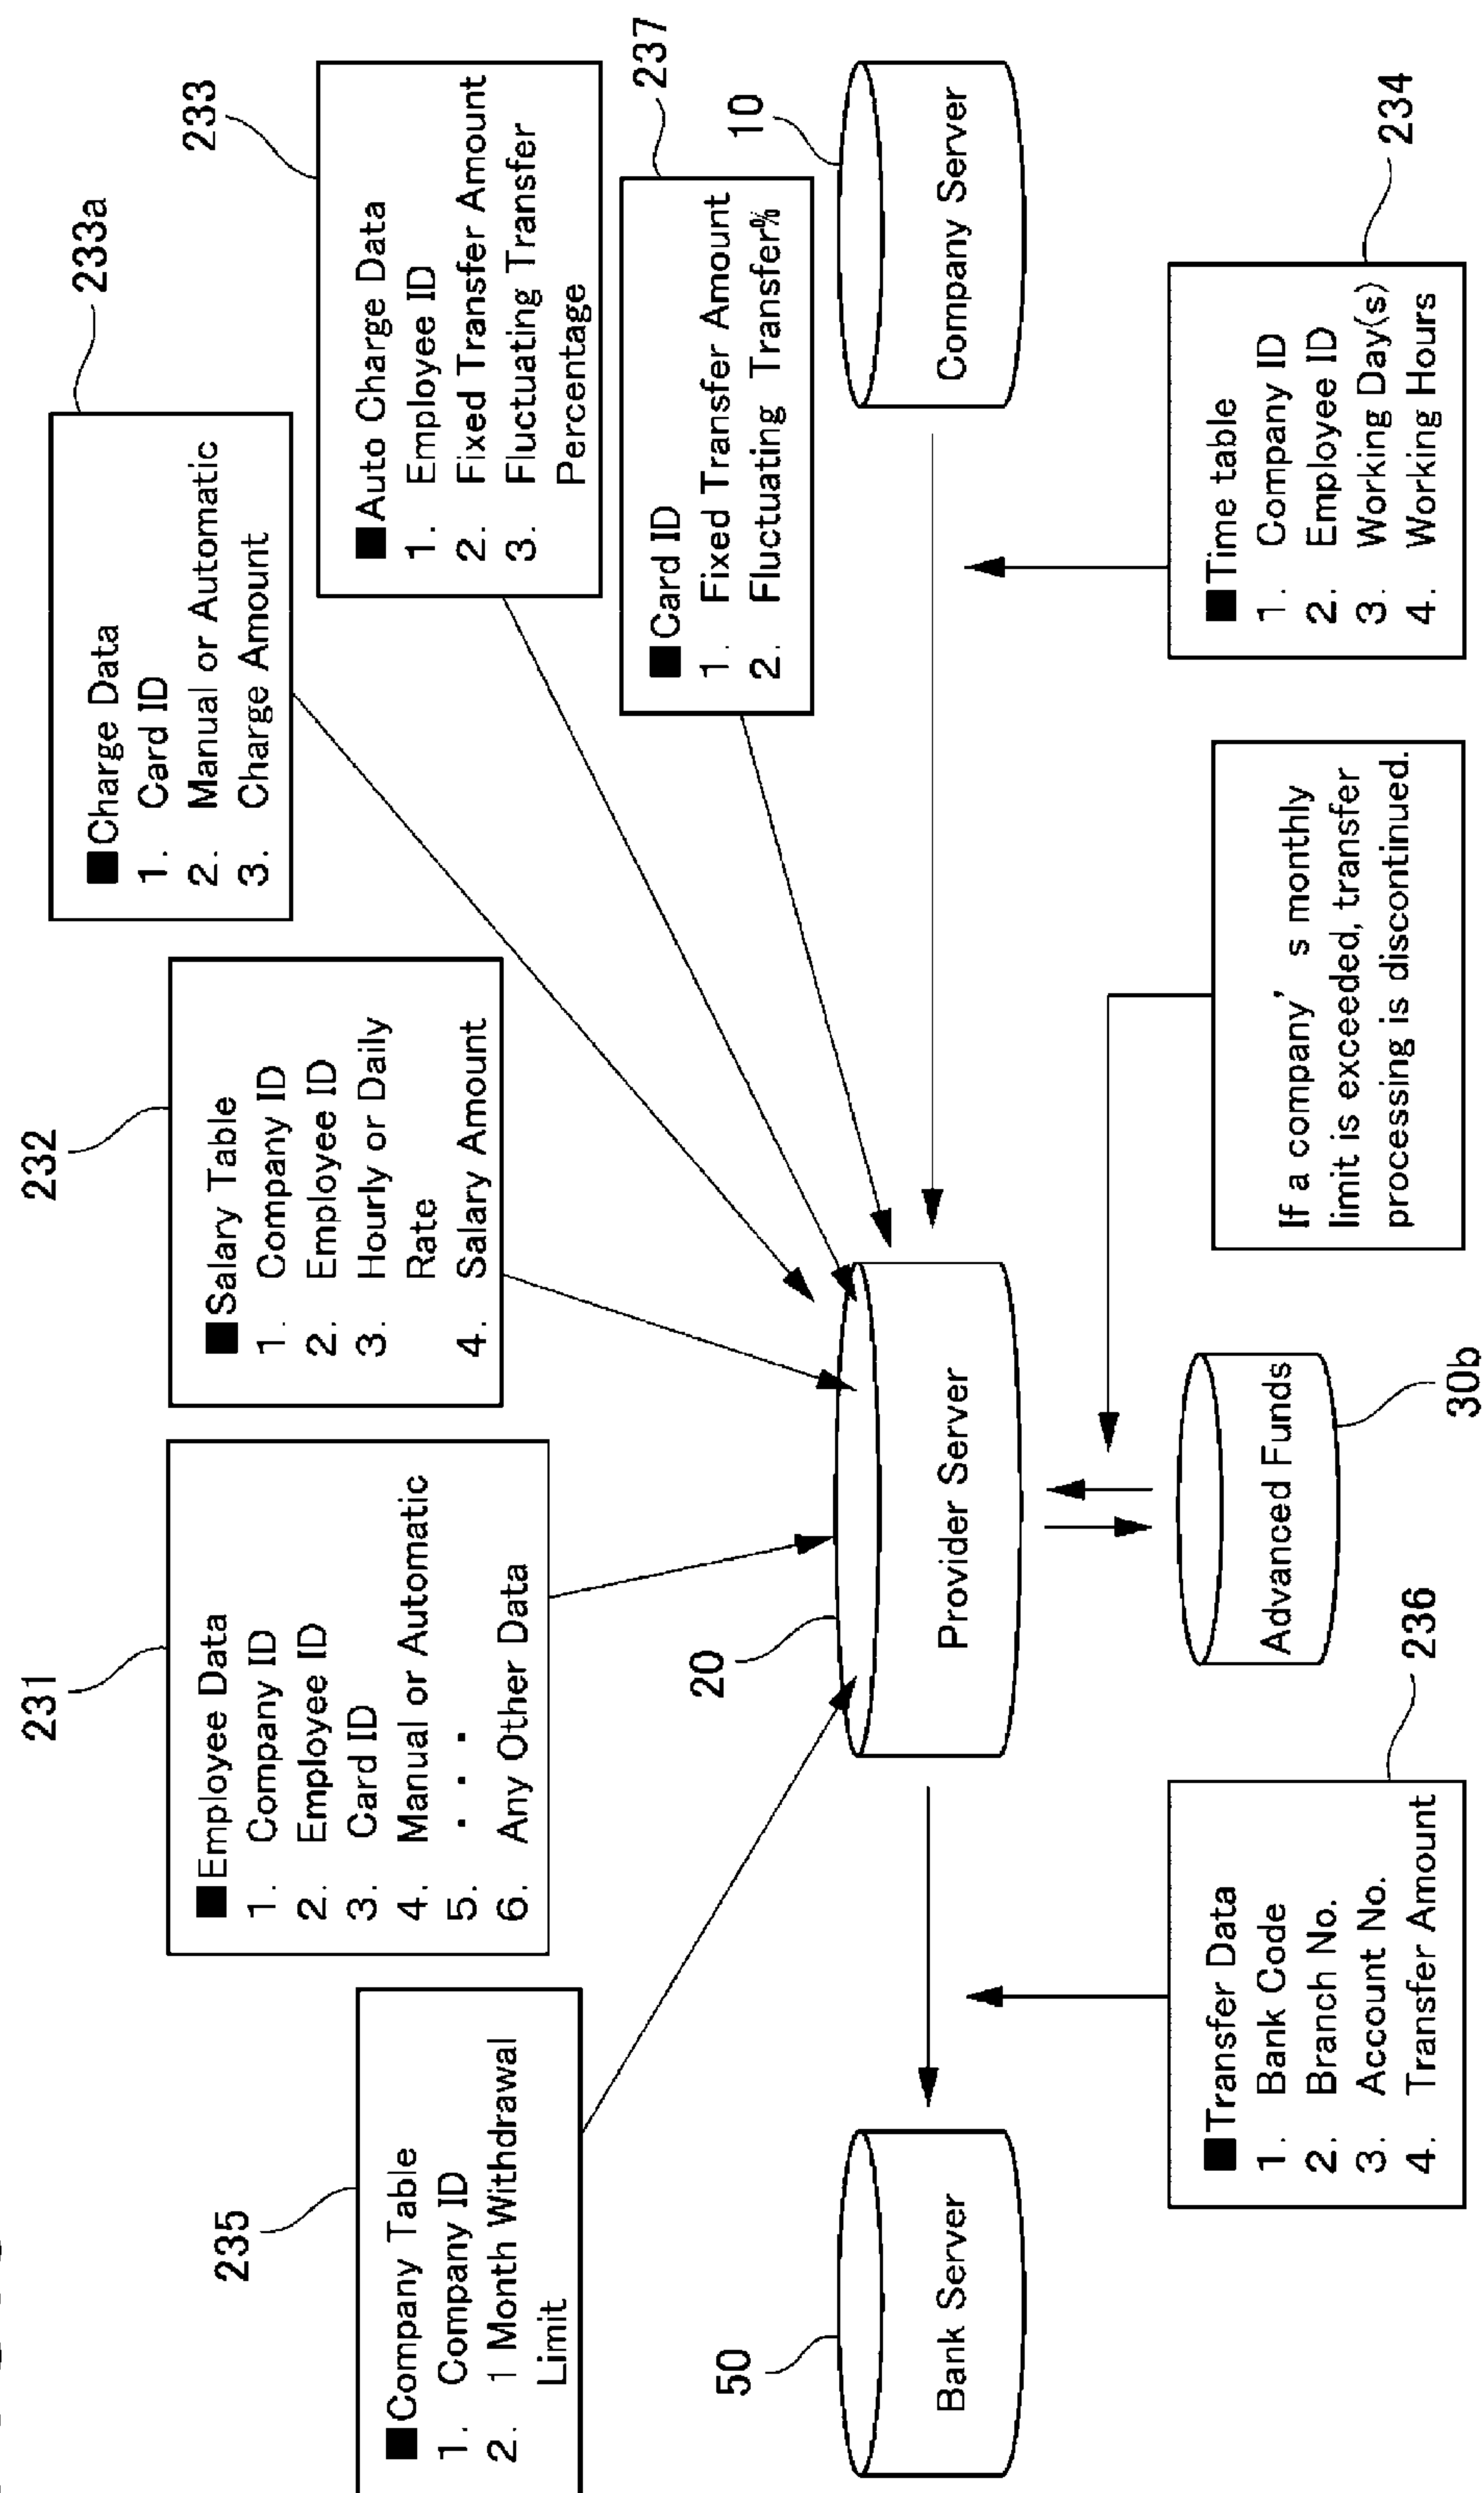 235
■Company Table
1. Company ID
2. 1 Month Withdrawal
Limit
231
■Employee Data
1. Company ID
2. Employee ID
3. Card ID
4. Manual or Automatic
5. . . .
6. Any Other Data
232
■Salary Table
1. Company ID
2. Employee ID
3. Hourly or Daily
Rate
4. Salary Amount
233a
■Charge Data
1. Card ID
2. Manual or Automatic
3. Charge Amount
233
■Auto Charge Data
1. Employee ID
2. Fixed Transfer Amount
3. Fluctuating Transfer
Percentage
237
■Card ID
1. Fixed Transfer Amount
2. Fluctuating Transfer%
50
Bank Server
20
Provider Server
10
Company Server
■Transfer Data
1. Bank Code
2. Branch No.
3. Account No.
4. Transfer Amount
236
Advanced Funds
30b
If a company' s monthly
limit is exceeded, transfer
processing is discontinued.
■Time table
1. Company ID
2. Employee ID
3. Working Day(s)
4. Working Hours
234